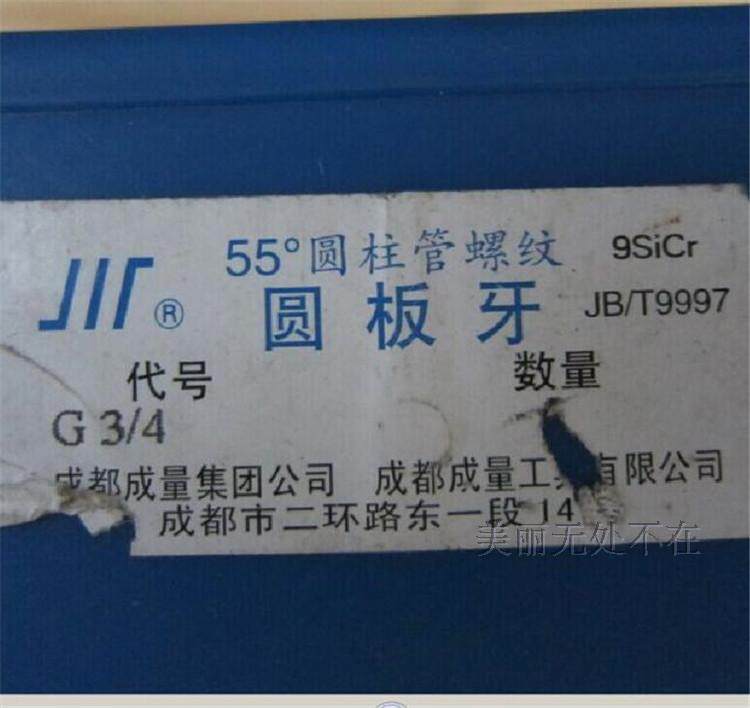 55°圆柱管螺纹 9SiCr
® 圆板牙 JB/T9997
代号 数量
G 3/4
成都成量集团公司 成都成量工具有限公司
成都市二环路东一段14
美丽无处不在